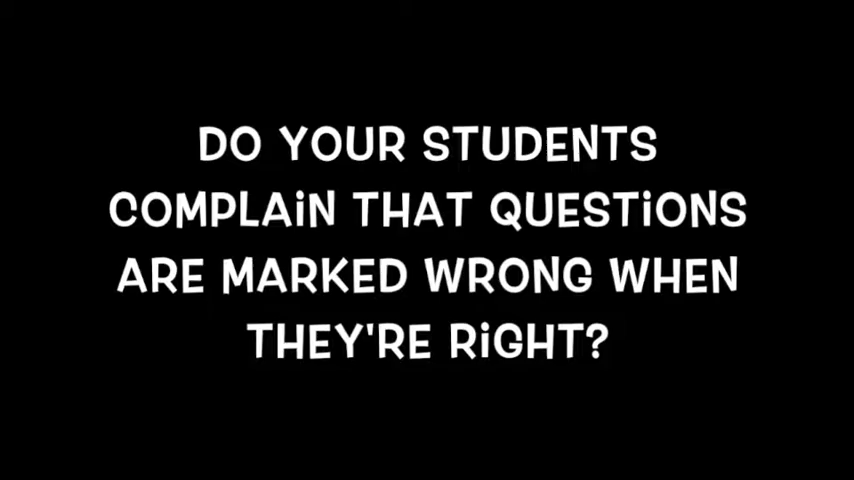 DO YOUR STUDENTS
COMPLAiN THAT QUESTiONS
ARE MARKED WRONG WHEN
THEY'RE RiGHT?